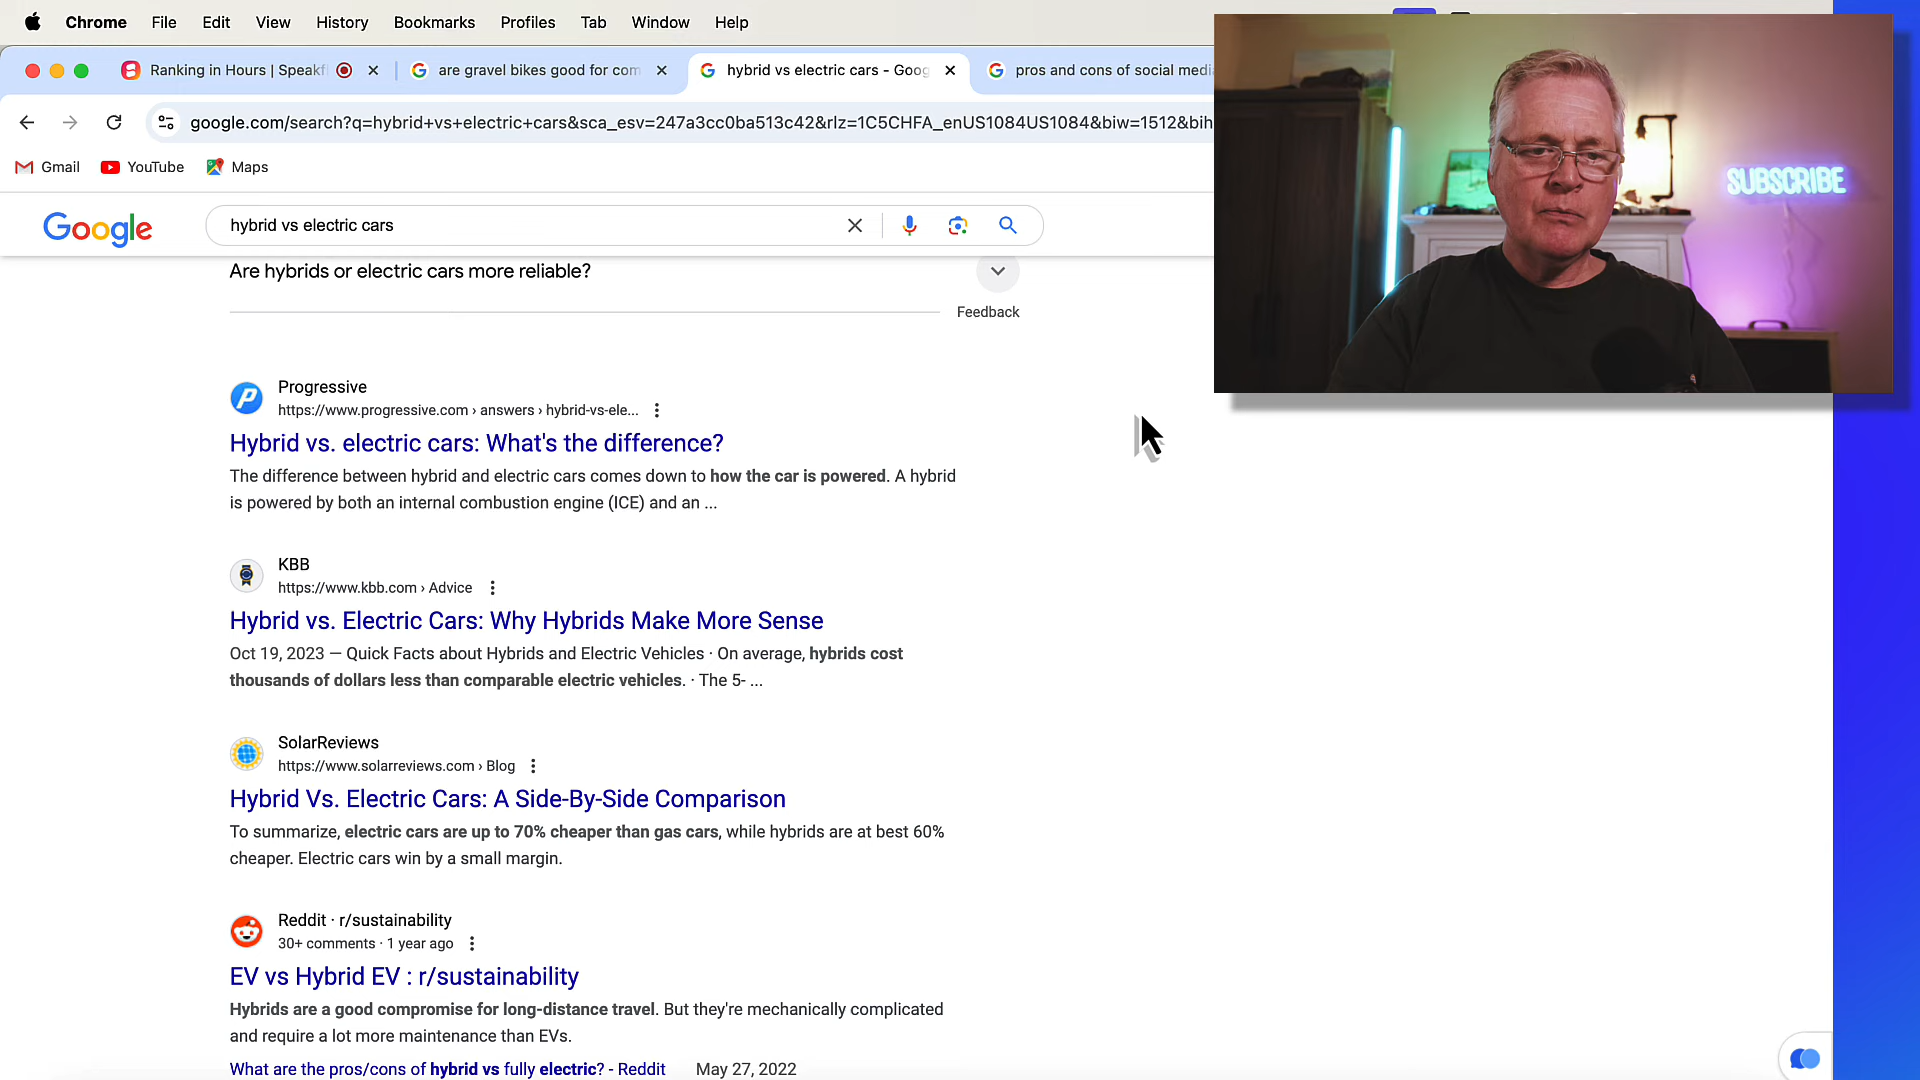 Chrome File Edit View History Bookmarks Profiles Tab Window Help
Ranking in Hours | Speakf
are gravel bikes good for com
hybrid vs electric cars - Goog
pros and cons of social media
google.com/search?q=hybrid+vs+electric+cars&sca_esv=247a3cc0ba513c42&rlz=1C5CHFA_enUS1084US1084&biw=1512&bih
Gmail YouTube Maps
SUBSCRIBE
Google
hybrid vs electric cars
Are hybrids or electric cars more reliable?
Feedback
Progressive
https://www.progressive.com › answers › hybrid-vs-ele...
Hybrid vs. electric cars: What's the difference?
The difference between hybrid and electric cars comes down to how the car is powered. A hybrid
is powered by both an internal combustion engine (ICE) and an ...
KBB
https://www.kbb.com › Advice
Hybrid vs. Electric Cars: Why Hybrids Make More Sense
Oct 19, 2023 — Quick Facts about Hybrids and Electric Vehicles · On average, hybrids cost
thousands of dollars less than comparable electric vehicles. · The 5- ...
SolarReviews
https://www.solarreviews.com › Blog
Hybrid Vs. Electric Cars: A Side-By-Side Comparison
To summarize, electric cars are up to 70% cheaper than gas cars, while hybrids are at best 60%
cheaper. Electric cars win by a small margin.
Reddit · r/sustainability
30+ comments · 1 year ago
EV vs Hybrid EV : r/sustainability
Hybrids are a good compromise for long-distance travel. But they're mechanically complicated
and require a lot more maintenance than EVs.
What are the pros/cons of hybrid vs fully electric? - Reddit May 27, 2022